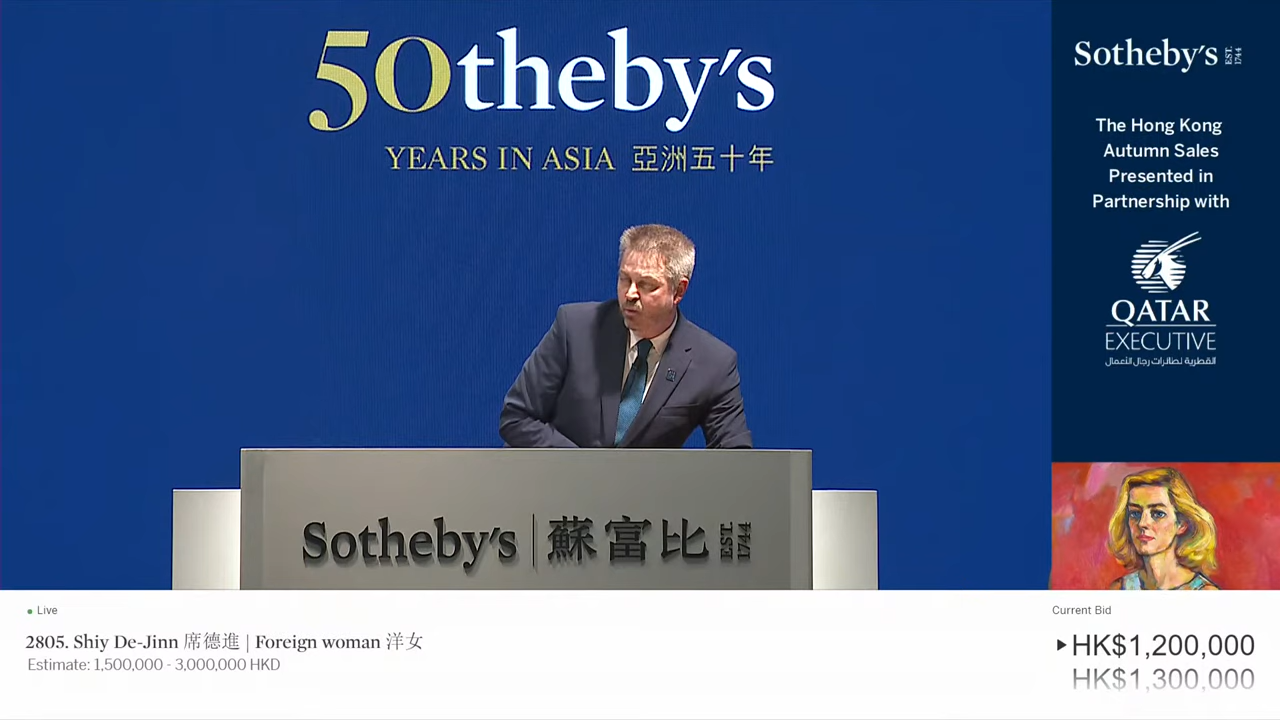 50theby's
YEARS IN ASIA 亞洲五十年
Sotheby's EST. 1744
The Hong Kong
Autumn Sales
Presented in
Partnership with
QATAR
EXECUTIVE
القطرية لطائرات رجال الأعمال
Sotheby's | 蘇富比 EST. 1744
Live
2805. Shiy De-Jinn 席德進 | Foreign woman 洋女
Estimate: 1,500,000 - 3,000,000 HKD
Current Bid
HK$1,200,000
HK$1,300,000